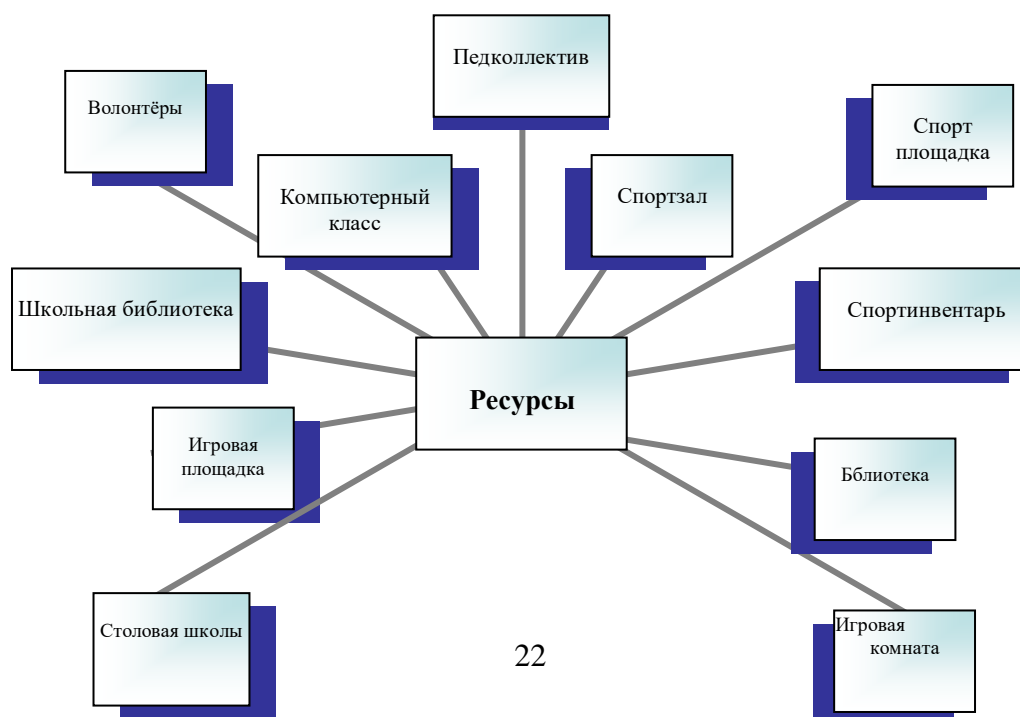 Педколлектив
Волонтёры
Спорт
площадка
Компьютерный
класс
Спортзал
Школьная библиотека
Спортинвентарь
Ресурсы
Игровая
площадка
Бблиотека
Столовая школы
Игровая
комната
22